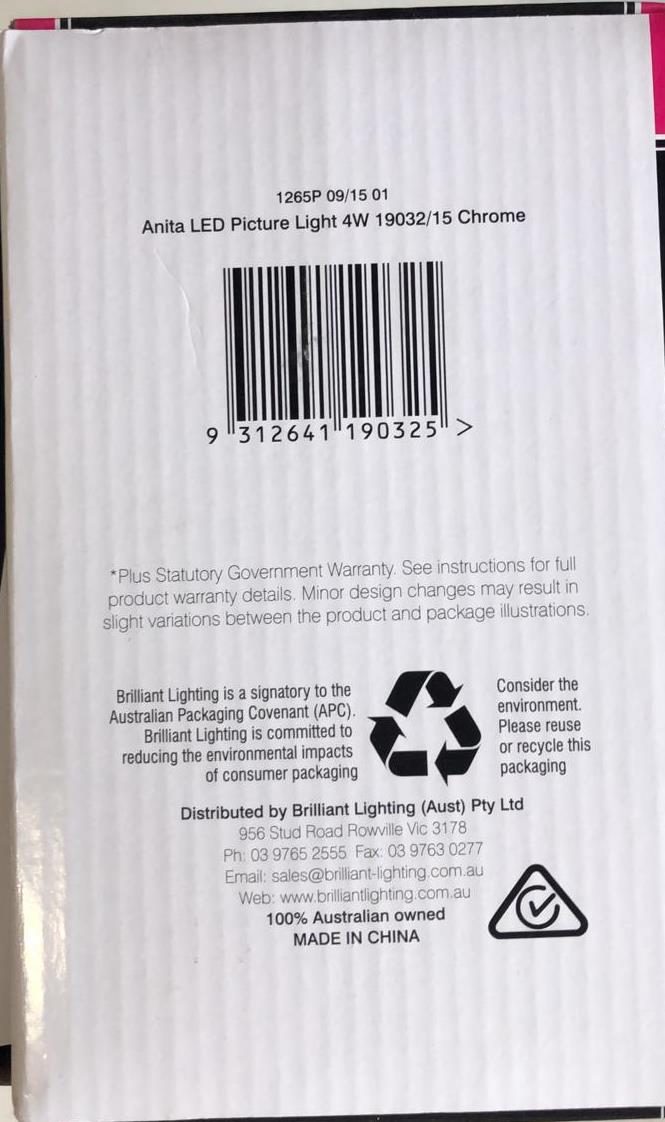 1265P 09/15 01
Anita LED Picture Light 4W 19032/15 Chrome
9 312641 190325 >
*Plus Statutory Government Warranty. See instructions for full
product warranty details. Minor design changes may result in
slight variations between the product and package illustrations.
Brilliant Lighting is a signatory to the
Australian Packaging Covenant (APC).
Brilliant Lighting is committed to
reducing the environmental impacts
of consumer packaging
Consider the
environment.
Please reuse
or recycle this
packaging
Distributed by Brilliant Lighting (Aust) Pty Ltd
956 Stud Road Rowville Vic 3178
Ph: 03 9765 2555 Fax: 03 9763 0277
Email: sales@brilliant-lighting.com.au
Web: www.brilliantlighting.com.au
100% Australian owned
MADE IN CHINA